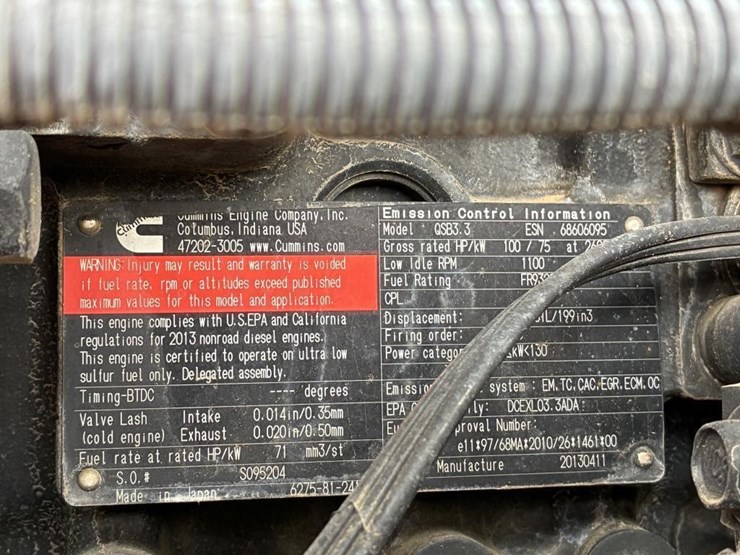 Cummins
Cummins Engine Company, Inc.
Columbus, Indiana USA
47202-3005 www.Cummins.com
WARNING: Injury may result and warranty is voided
if fuel rate, rpm or altitudes exceed published
maximum values for this model and application.
This engine complies with U.S.EPA and California
regulations for 2013 nonroad diesel engines.
This engine is certified to operate on ultra low
sulfur fuel only. Delegated assembly.
Timing-BTDC ---- degrees
Valve Lash Intake 0.014in/0.35mm
(cold engine) Exhaust 0.020in/0.50mm
Fuel rate at rated HP/kW 71 mm3/st
S.O.# SO95204
Made in Japan 6275-81-24
Emission Control Information
Model QSB3.3 ESN 68606095
Gross rated HP/kW 100 / 75 at
Low Idle RPM 1100
Fuel Rating
CPL
Displacement: L/199in3
Firing order:
Power kW<130
system : EM,TC,CAC,EGR,ECM,OC
EPA DCEXL03.3ADA
Number:
e11*97/68MA*2010/26*1461*00
Manufacture 20130411